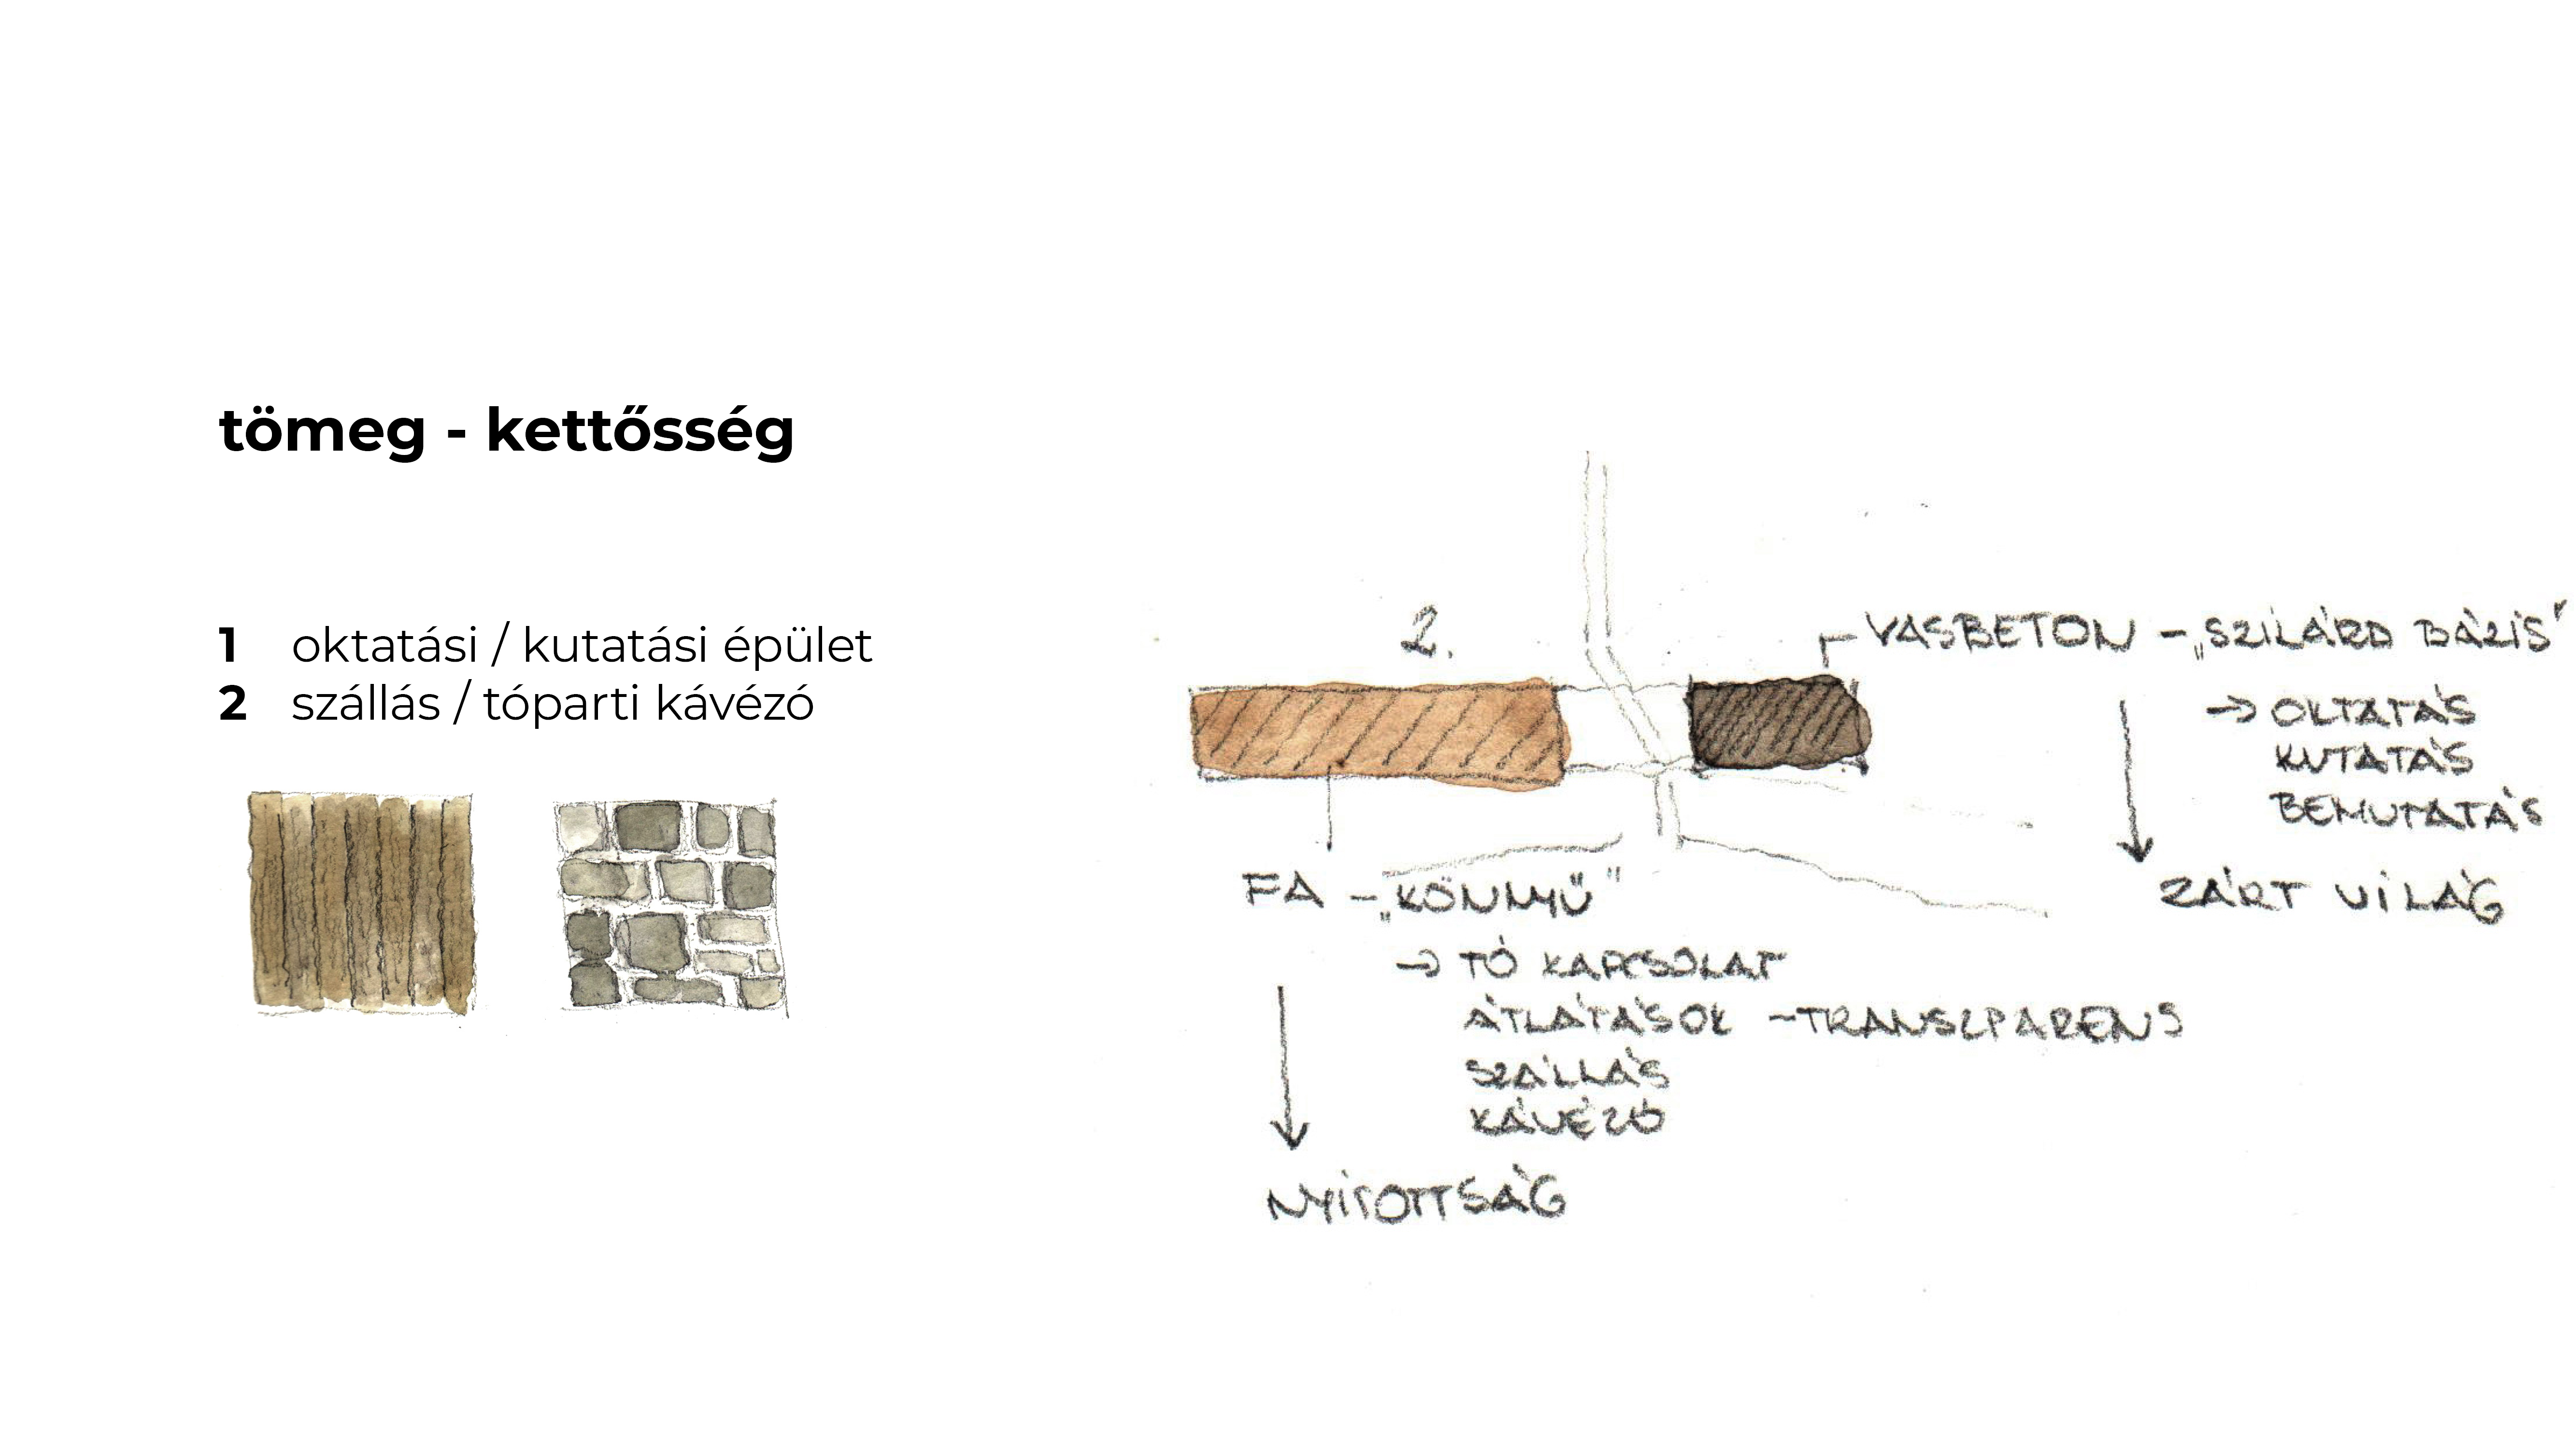 tömeg - kettősség
1 oktatási / kutatási épület
2 szállás / tóparti kávézó
2.
VASBETON - „SZILÁRD BÁZIS"
→ OKTATÁS
KUTATÁS
BEMUTATÁS
ZÁRT VILÁG
FA - „KÖNNYŰ"
→ TÓ KAPCSOLAT
ÁTLÁTÁSOK - TRANSZPARENS
SZÁLLÁS
KÁVÉZÓ
NYITOTTSÁG